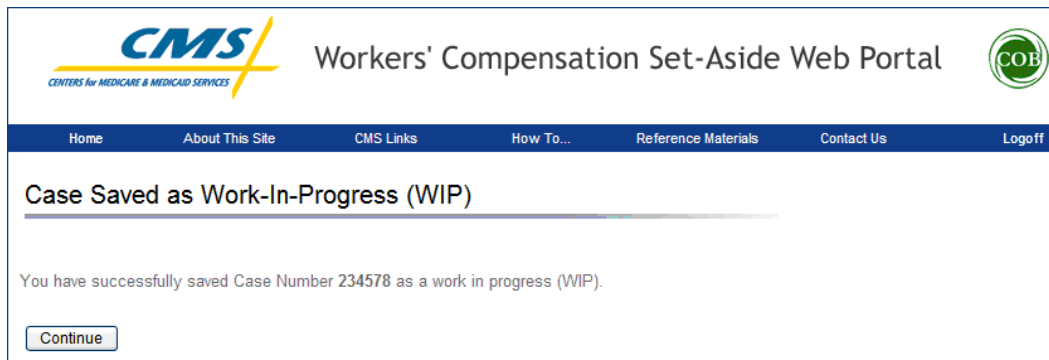 CMS
CENTERS for MEDICARE & MEDICAID SERVICES
Workers' Compensation Set-Aside Web Portal
COB
Home About This Site CMS Links How To... Reference Materials Contact Us Logoff
Case Saved as Work-In-Progress (WIP)
You have successfully saved Case Number 234578 as a work in progress (WIP).
Continue